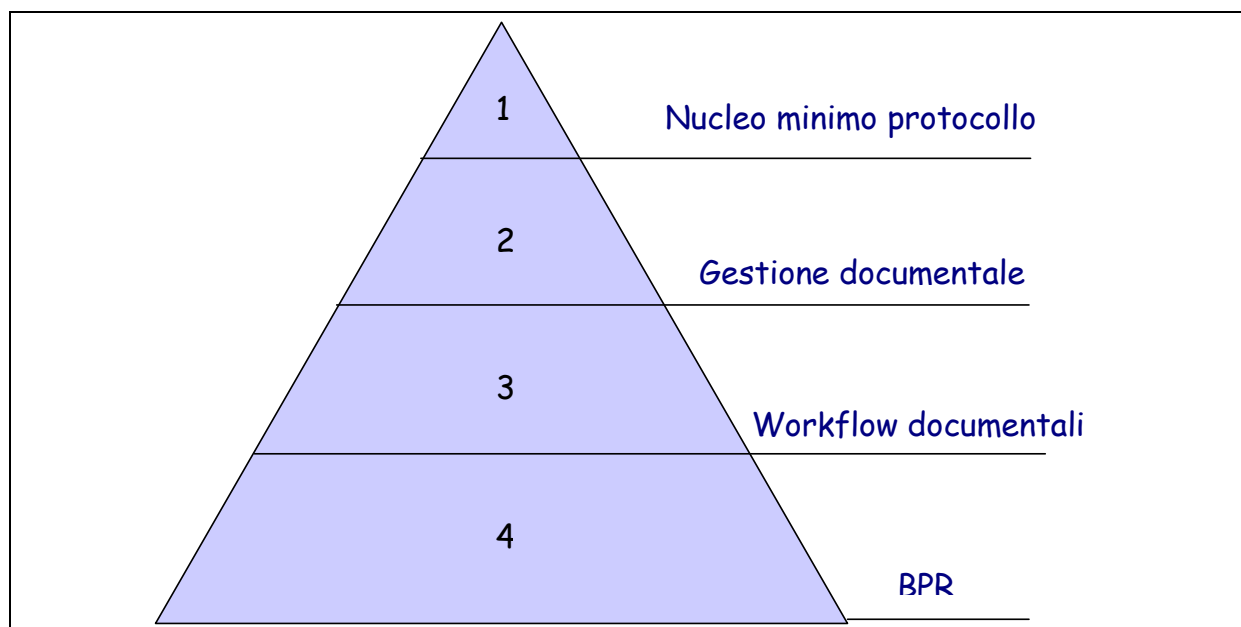 1
Nucleo minimo protocollo
2
Gestione documentale
3
Workflow documentali
4
BPR